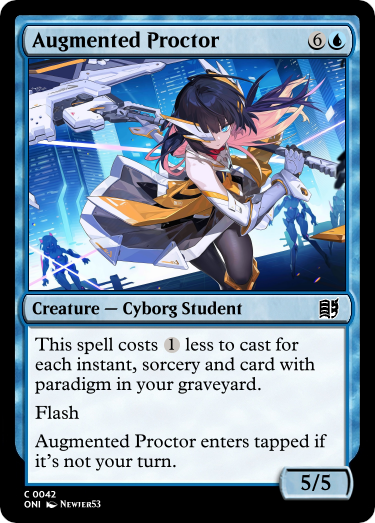 Augmented Proctor 6
Creature — Cyborg Student
This spell costs 1 less to cast for
each instant, sorcery and card with
paradigm in your graveyard.
Flash
Augmented Proctor enters tapped if
it's not your turn.
5/5
C 0042
ONI NEWTER53